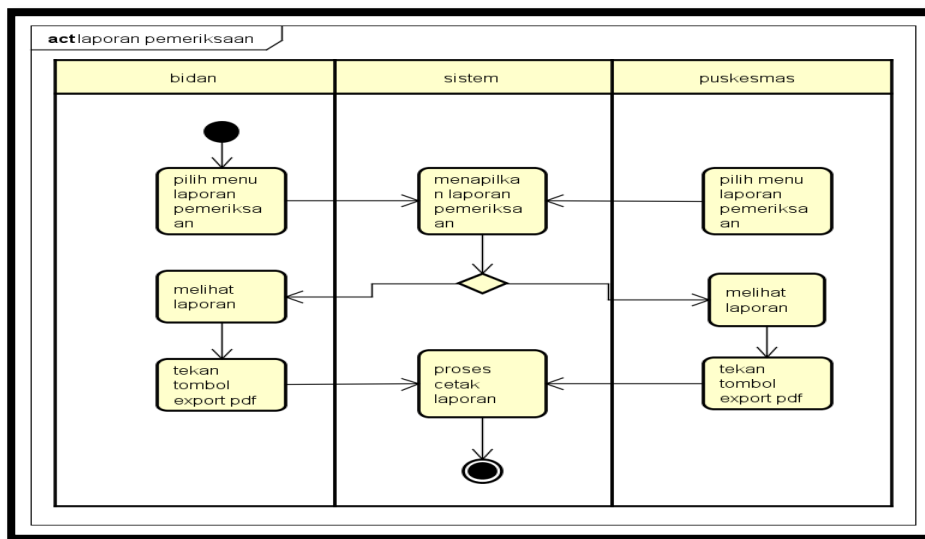 act laporan pemeriksaan
bidan
sistem
puskesmas
pilih menu
laporan
pemeriksa
an
menapilka
n laporan
pemeriksa
an
pilih menu
laporan
pemeriksa
an
melihat
laporan
melihat
laporan
tekan
tombol
export pdf
proses
cetak
laporan
tekan
tombol
export pdf